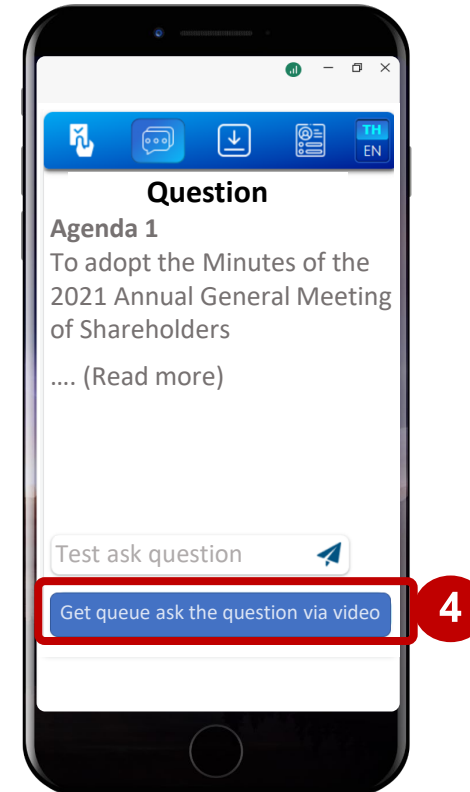 TH
EN
Question
Agenda 1
To adopt the Minutes of the
2021 Annual General Meeting
of Shareholders
.... (Read more)
Test ask question
Get queue ask the question via video
4